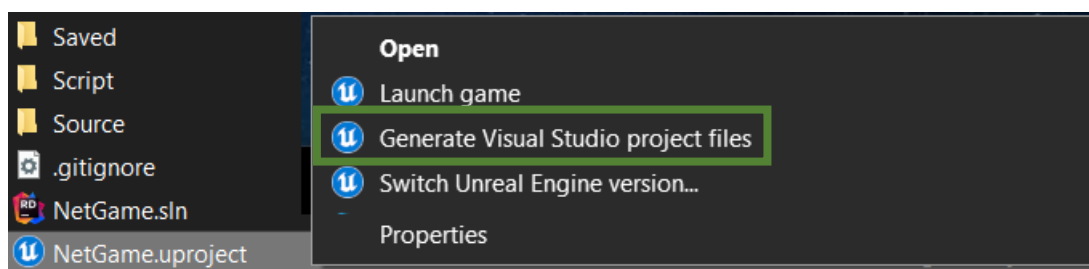 Saved
Script
Source
.gitignore
NetGame.sln
NetGame.uproject
Open
Launch game
Generate Visual Studio project files
Switch Unreal Engine version...
Properties